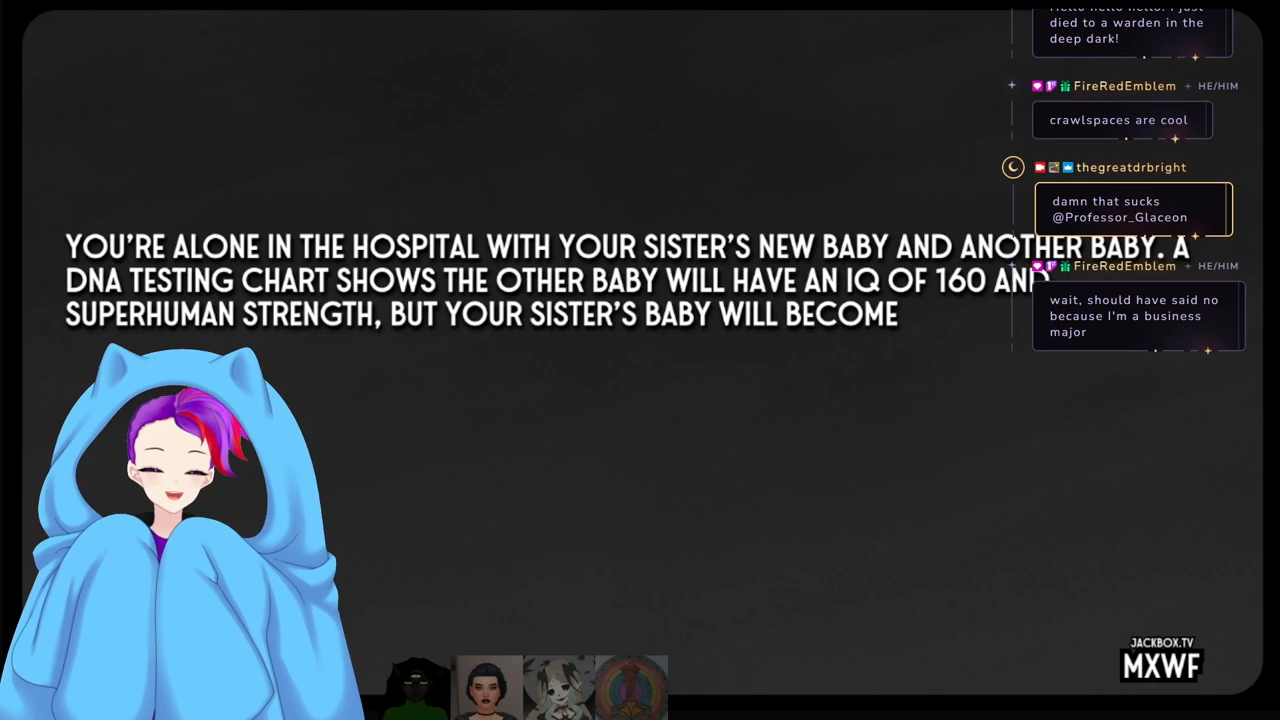 Hello hello hello! I just
died to a warden in the
deep dark!
FireRedEmblem HE/HIM
crawlspaces are cool
thegreatdrbright
damn that sucks
@Professor_Glaceon
YOU'RE ALONE IN THE HOSPITAL WITH YOUR SISTER'S NEW BABY AND ANOTHER BABY. A
DNA TESTING CHART SHOWS THE OTHER BABY WILL HAVE AN IQ OF 160 AND
SUPERHUMAN STRENGTH, BUT YOUR SISTER'S BABY WILL BECOME
FireRedEmblem HE/HIM
wait, should have said no
because I'm a business
major
JACKBOX.TV
MXWF